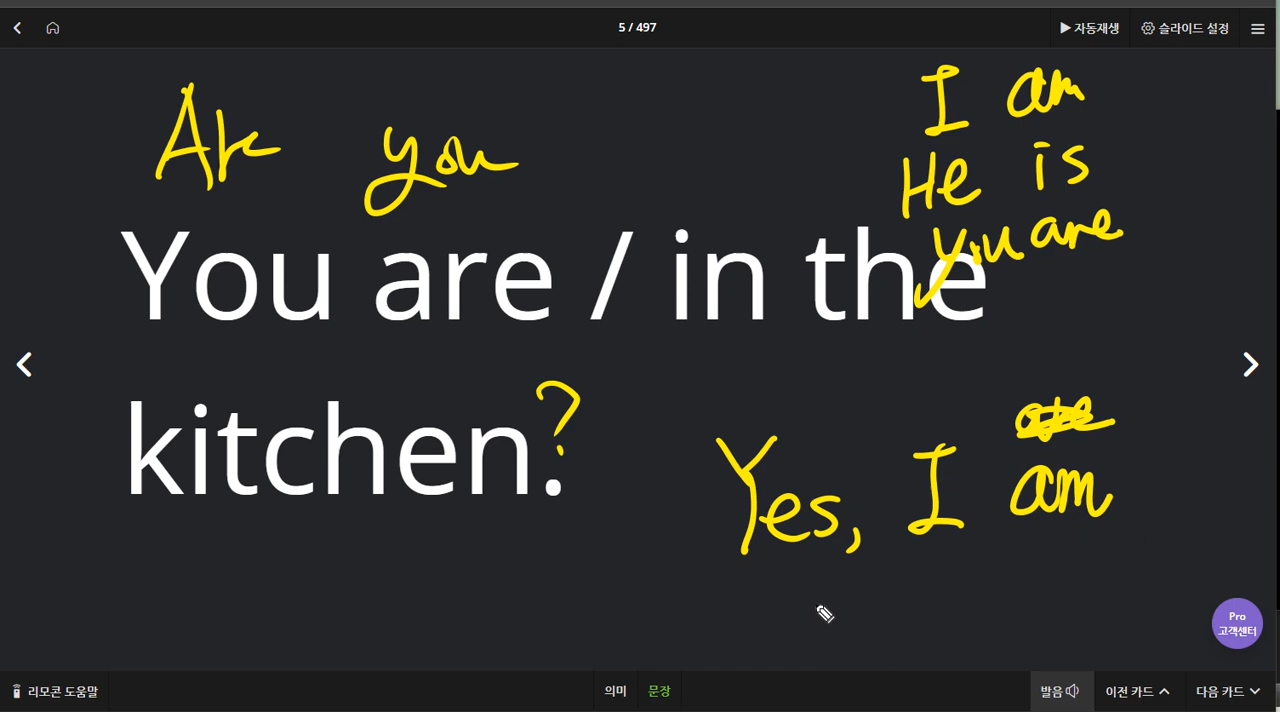 5 / 497
자동재생
슬라이드 설정
Are you
I am
He is
you are
You are / in the
kitchen.?
Yes, I am
Pro
고객센터
리모콘 도움말
의미
문장
발음
이전 카드
다음 카드